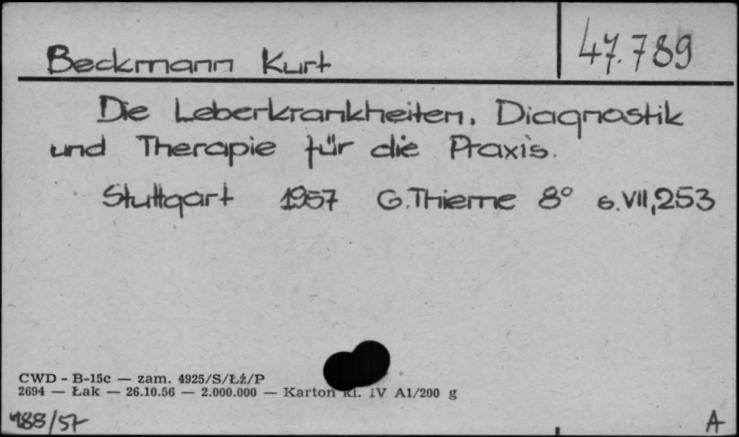 Beckmann Kurt
47.789
Die Leberkrankheiten. Diagnostik
und Therapie für die Praxis.
Stuttgart 1957 G. Thieme 8° s. VII, 253
CWD - B-15c — zam. 4925/S/Łż/P
2694 — Łak — 26.10.56 — 2.000.000 — Karton kl. IV A1/200 g
188/57
A